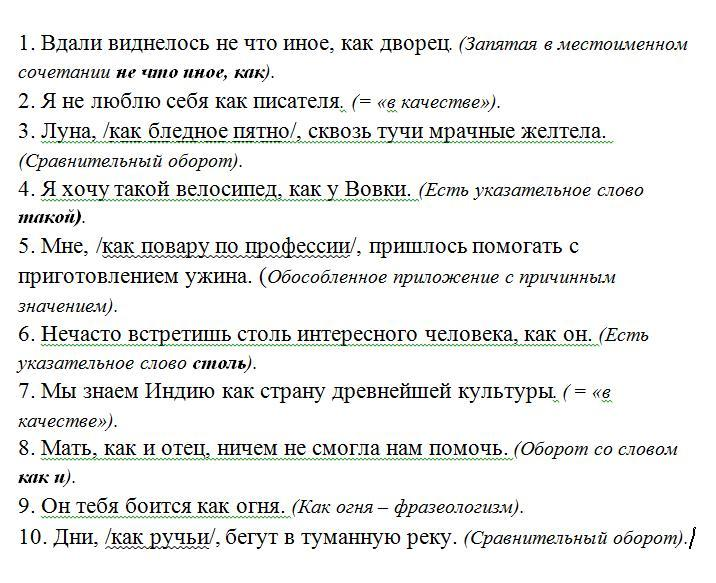 1. Вдали виднелось не что иное, как дворец. (Запятая в местоименном
сочетании не что иное, как).
2. Я не люблю себя как писателя. (= «в качестве»).
3. Луна, /как бледное пятно/, сквозь тучи мрачные желтела.
(Сравнительный оборот).
4. Я хочу такой велосипед, как у Вовки. (Есть указательное слово
такой).
5. Мне, /как повару по профессии/, пришлось помогать с
приготовлением ужина. (Обособленное приложение с причинным
значением).
6. Нечасто встретишь столь интересного человека, как он. (Есть
указательное слово столь).
7. Мы знаем Индию как страну древнейшей культуры. ( = «в
качестве»).
8. Мать, как и отец, ничем не смогла нам помочь. (Оборот со словом
как и).
9. Он тебя боится как огня. (Как огня – фразеологизм).
10. Дни, /как ручьи/, бегут в туманную реку. (Сравнительный оборот).